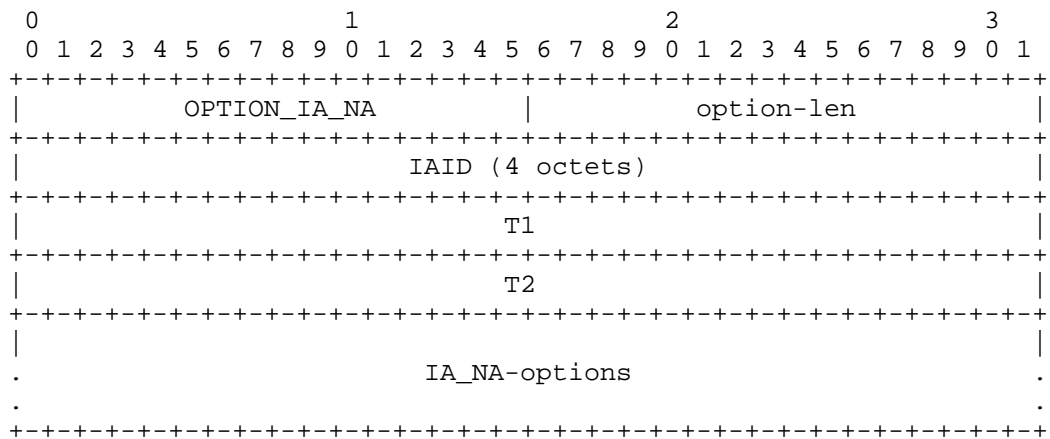 0                   1                   2                   3
 0 1 2 3 4 5 6 7 8 9 0 1 2 3 4 5 6 7 8 9 0 1 2 3 4 5 6 7 8 9 0 1
+-+-+-+-+-+-+-+-+-+-+-+-+-+-+-+-+-+-+-+-+-+-+-+-+-+-+-+-+-+-+-+-+
|          OPTION_IA_NA         |          option-len           |
+-+-+-+-+-+-+-+-+-+-+-+-+-+-+-+-+-+-+-+-+-+-+-+-+-+-+-+-+-+-+-+-+
|                        IAID (4 octets)                        |
+-+-+-+-+-+-+-+-+-+-+-+-+-+-+-+-+-+-+-+-+-+-+-+-+-+-+-+-+-+-+-+-+
|                              T1                               |
+-+-+-+-+-+-+-+-+-+-+-+-+-+-+-+-+-+-+-+-+-+-+-+-+-+-+-+-+-+-+-+-+
|                              T2                               |
+-+-+-+-+-+-+-+-+-+-+-+-+-+-+-+-+-+-+-+-+-+-+-+-+-+-+-+-+-+-+-+-+
|                                                               |
.                         IA_NA-options                         .
.                                                               .
+-+-+-+-+-+-+-+-+-+-+-+-+-+-+-+-+-+-+-+-+-+-+-+-+-+-+-+-+-+-+-+-+